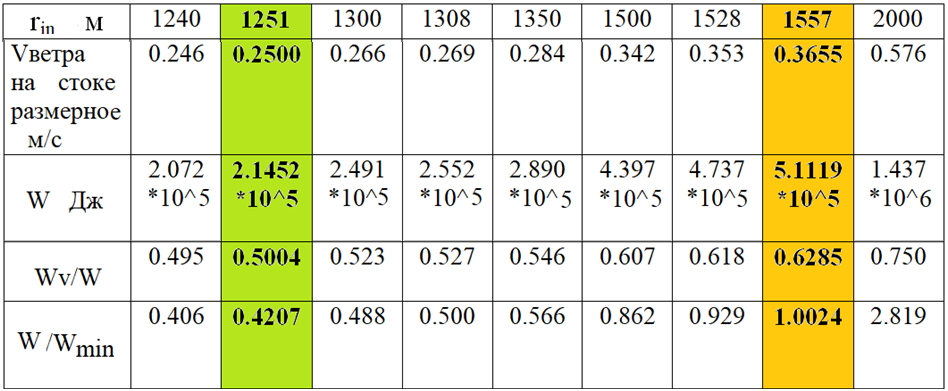 r_in м 1240 1251 1300 1308 1350 1500 1528 1557 2000
Vветра 0.246 0.2500 0.266 0.269 0.284 0.342 0.353 0.3655 0.576
на стоке
размерное
м/с
2.072 2.1452 2.491 2.552 2.890 4.397 4.737 5.1119 1.437
W Дж *10^5 *10^5 *10^5 *10^5 *10^5 *10^5 *10^5 *10^5 *10^6
Wv/W 0.495 0.5004 0.523 0.527 0.546 0.607 0.618 0.6285 0.750
W /Wmin 0.406 0.4207 0.488 0.500 0.566 0.862 0.929 1.0024 2.819